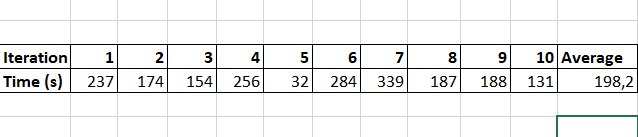 Iteration 1 2 3 4 5 6 7 8 9 10 Average
Time (s) 237 174 154 256 32 284 339 187 188 131 198,2